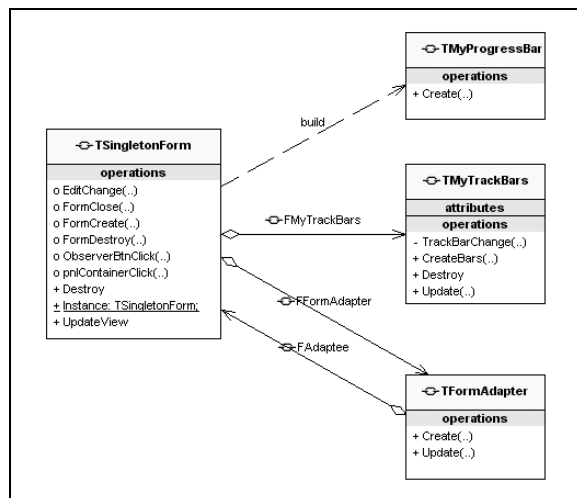 TMyProgressBar
operations
+ Create(..)
build
TSingletonForm
operations
o EditChange(..)
o FormClose(..)
o FormCreate(..)
o FormDestroy(..)
o ObserverBtnClick(..)
o pnlContainerClick(..)
+ Destroy
+ Instance: TSingletonForm;
+ UpdateView
FMyTrackBars
TMyTrackBars
attributes
operations
- TrackBarChange(..)
+ CreateBars(..)
+ Destroy
+ Update(..)
FFormAdapter
FAdaptee
TFormAdapter
operations
+ Create(..)
+ Update(..)